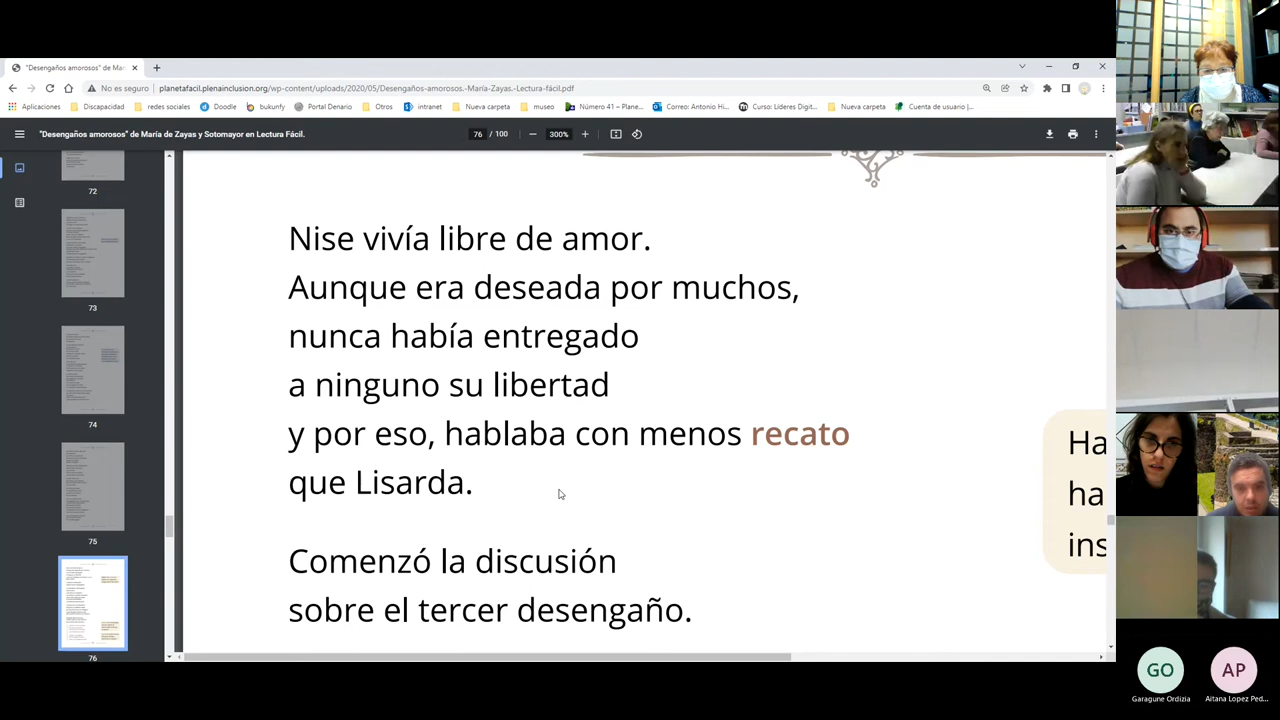 "Desengaños amorosos" de Mar
No es seguro
planetafacil.plenainclusion.org/wp-content/uploads/2020/05/Desengaños-amorosos.-María-Zayas.-Lectura-fácil.pdf
Aplicaciones
Discapacidad
redes sociales
Doodle
bukunfy
Portal Denario
Otros
intranet
Nueva carpeta
museo
Número 41 – Plane...
Correo: Antonio Hi...
Curso: Líderes Digit...
Nueva carpeta
Cuenta de usuario |...
"Desengaños amorosos" de María de Zayas y Sotomayor en Lectura Fácil.
76 / 100
300%
72
73
74
75
76
Nise vivía libre de amor.
Aunque era deseada por muchos,
nunca había entregado
a ninguno su libertad
y por eso, hablaba con menos recato
que Lisarda.
Comenzó la discusión
sobre el tercer desengaño.
Ha
ha
ins
GO
Garagune Ordizia
AP
Aitana Lopez Ped...